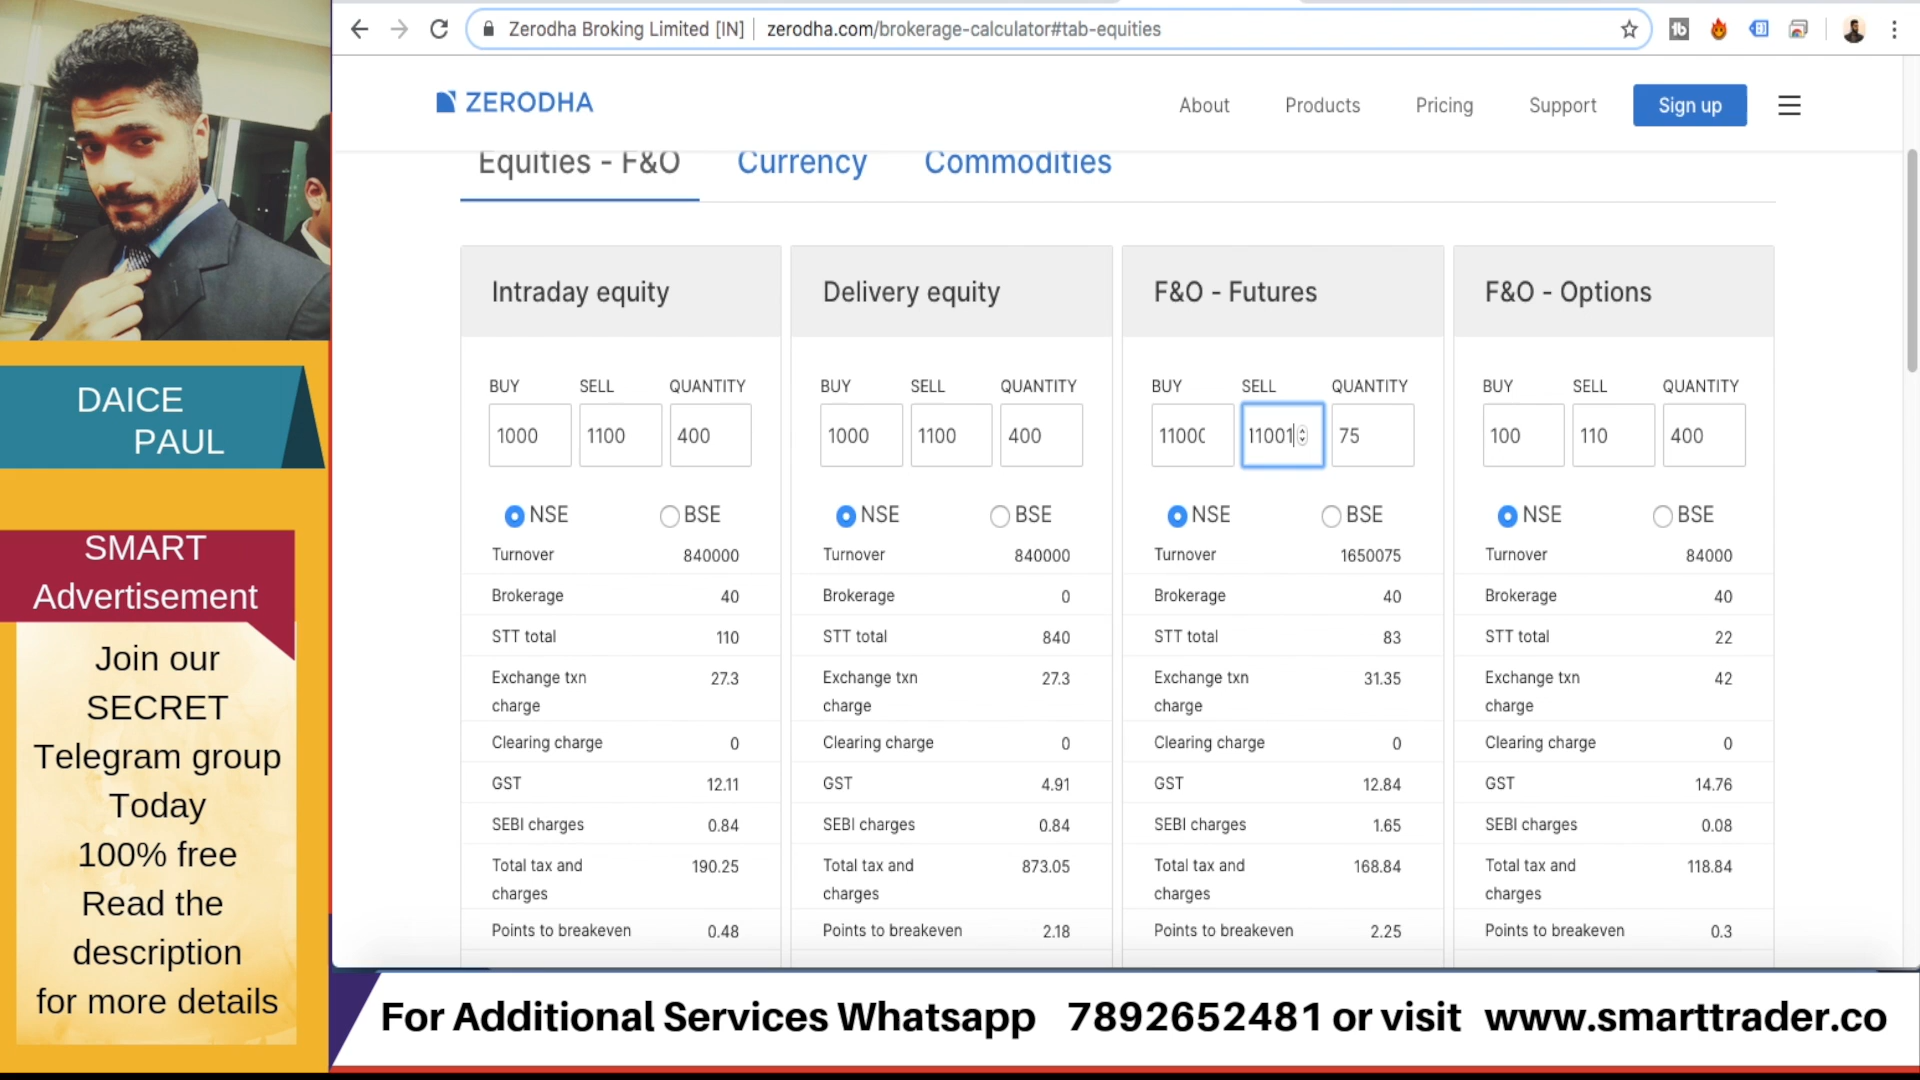 Zerodha Broking Limited [IN] zerodha.com/brokerage-calculator#tab-equities
ZERODHA
About Products Pricing Support Sign up
Equities - F&O Currency Commodities
Intraday equity
BUY SELL QUANTITY
1000 1100 400
NSE BSE
Turnover 840000
Brokerage 40
STT total 110
Exchange txn charge 27.3
Clearing charge 0
GST 12.11
SEBI charges 0.84
Total tax and charges 190.25
Points to breakeven 0.48
Delivery equity
BUY SELL QUANTITY
1000 1100 400
NSE BSE
Turnover 840000
Brokerage 0
STT total 840
Exchange txn charge 27.3
Clearing charge 0
GST 4.91
SEBI charges 0.84
Total tax and charges 873.05
Points to breakeven 2.18
F&O - Futures
BUY SELL QUANTITY
11000 11001 75
NSE BSE
Turnover 1650075
Brokerage 40
STT total 83
Exchange txn charge 31.35
Clearing charge 0
GST 12.84
SEBI charges 1.65
Total tax and charges 168.84
Points to breakeven 2.25
F&O - Options
BUY SELL QUANTITY
100 110 400
NSE BSE
Turnover 84000
Brokerage 40
STT total 22
Exchange txn charge 42
Clearing charge 0
GST 14.76
SEBI charges 0.08
Total tax and charges 118.84
Points to breakeven 0.3
DAICE
PAUL
SMART
Advertisement
Join our
SECRET
Telegram group
Today
100% free
Read the
description
for more details
For Additional Services Whatsapp 7892652481 or visit www.smarttrader.co